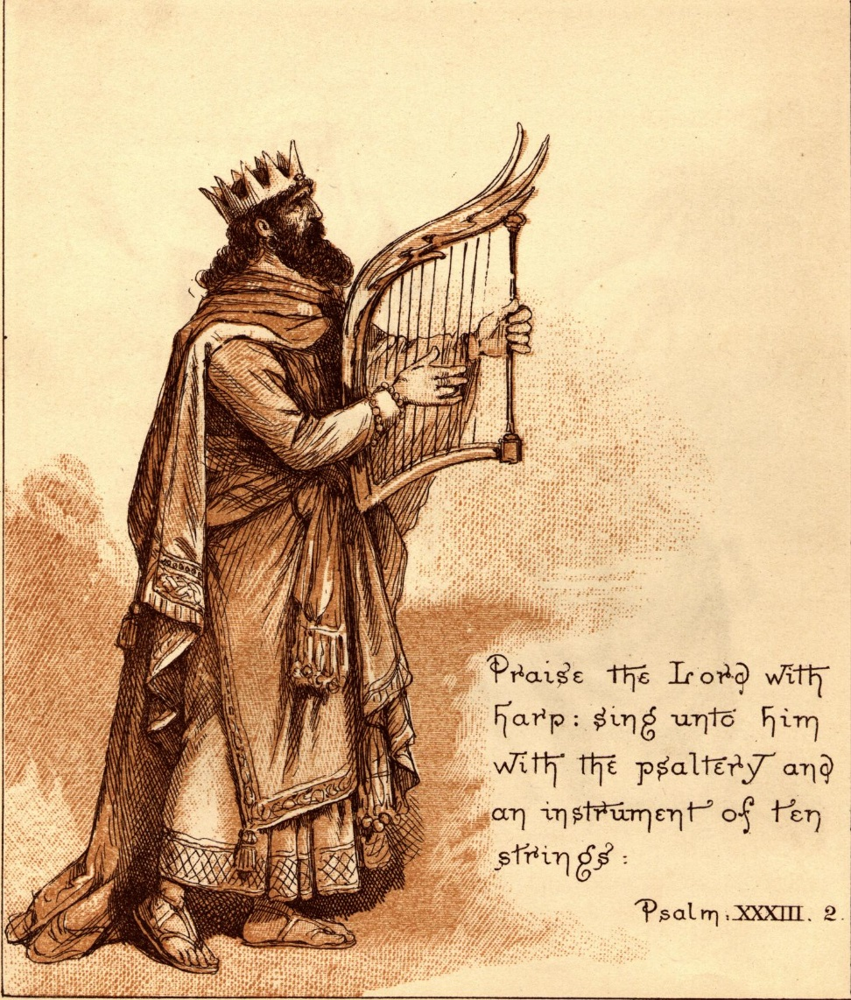 Praise the Lord with
harp: sing unto him
with the psaltery and
an instrument of ten
strings:
Psalm. XXXIII. 2.